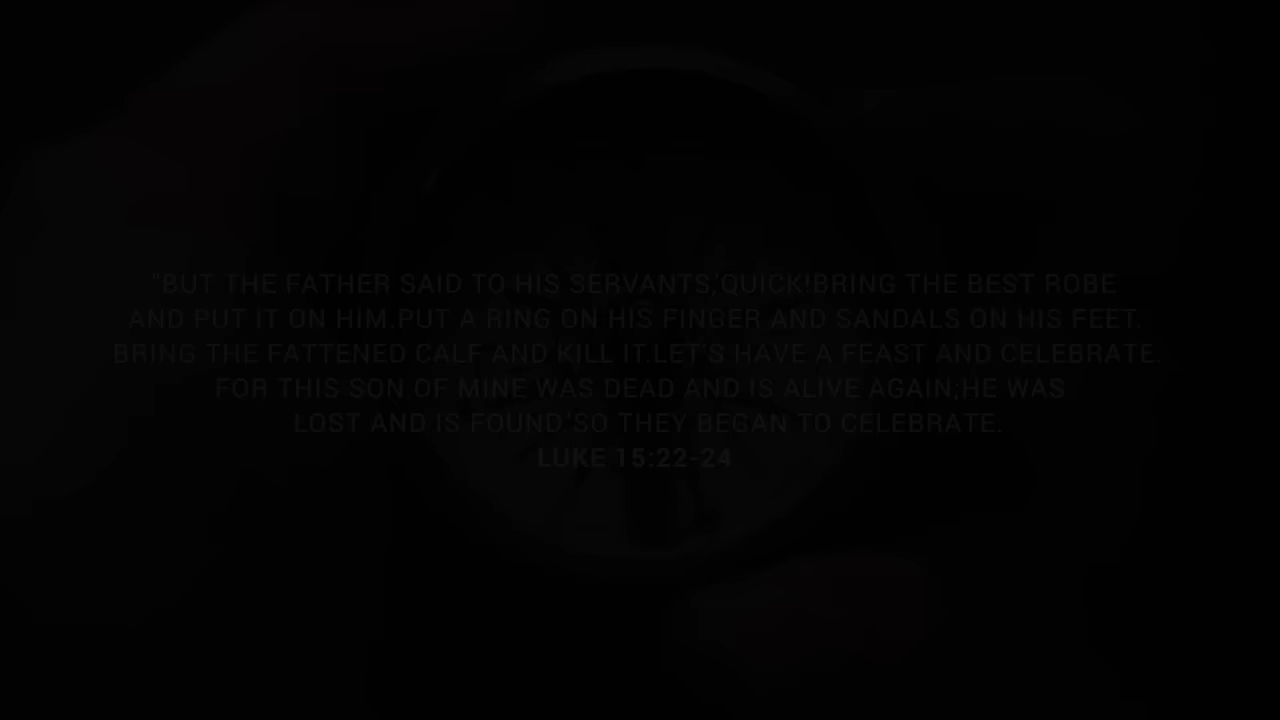 "BUT THE FATHER SAID TO HIS SERVANTS,'QUICK!BRING THE BEST ROBE
AND PUT IT ON HIM.PUT A RING ON HIS FINGER AND SANDALS ON HIS FEET.
BRING THE FATTENED CALF AND KILL IT.LET'S HAVE A FEAST AND CELEBRATE.
FOR THIS SON OF MINE WAS DEAD AND IS ALIVE AGAIN;HE WAS
LOST AND IS FOUND.'SO THEY BEGAN TO CELEBRATE.
LUKE 15:22-24